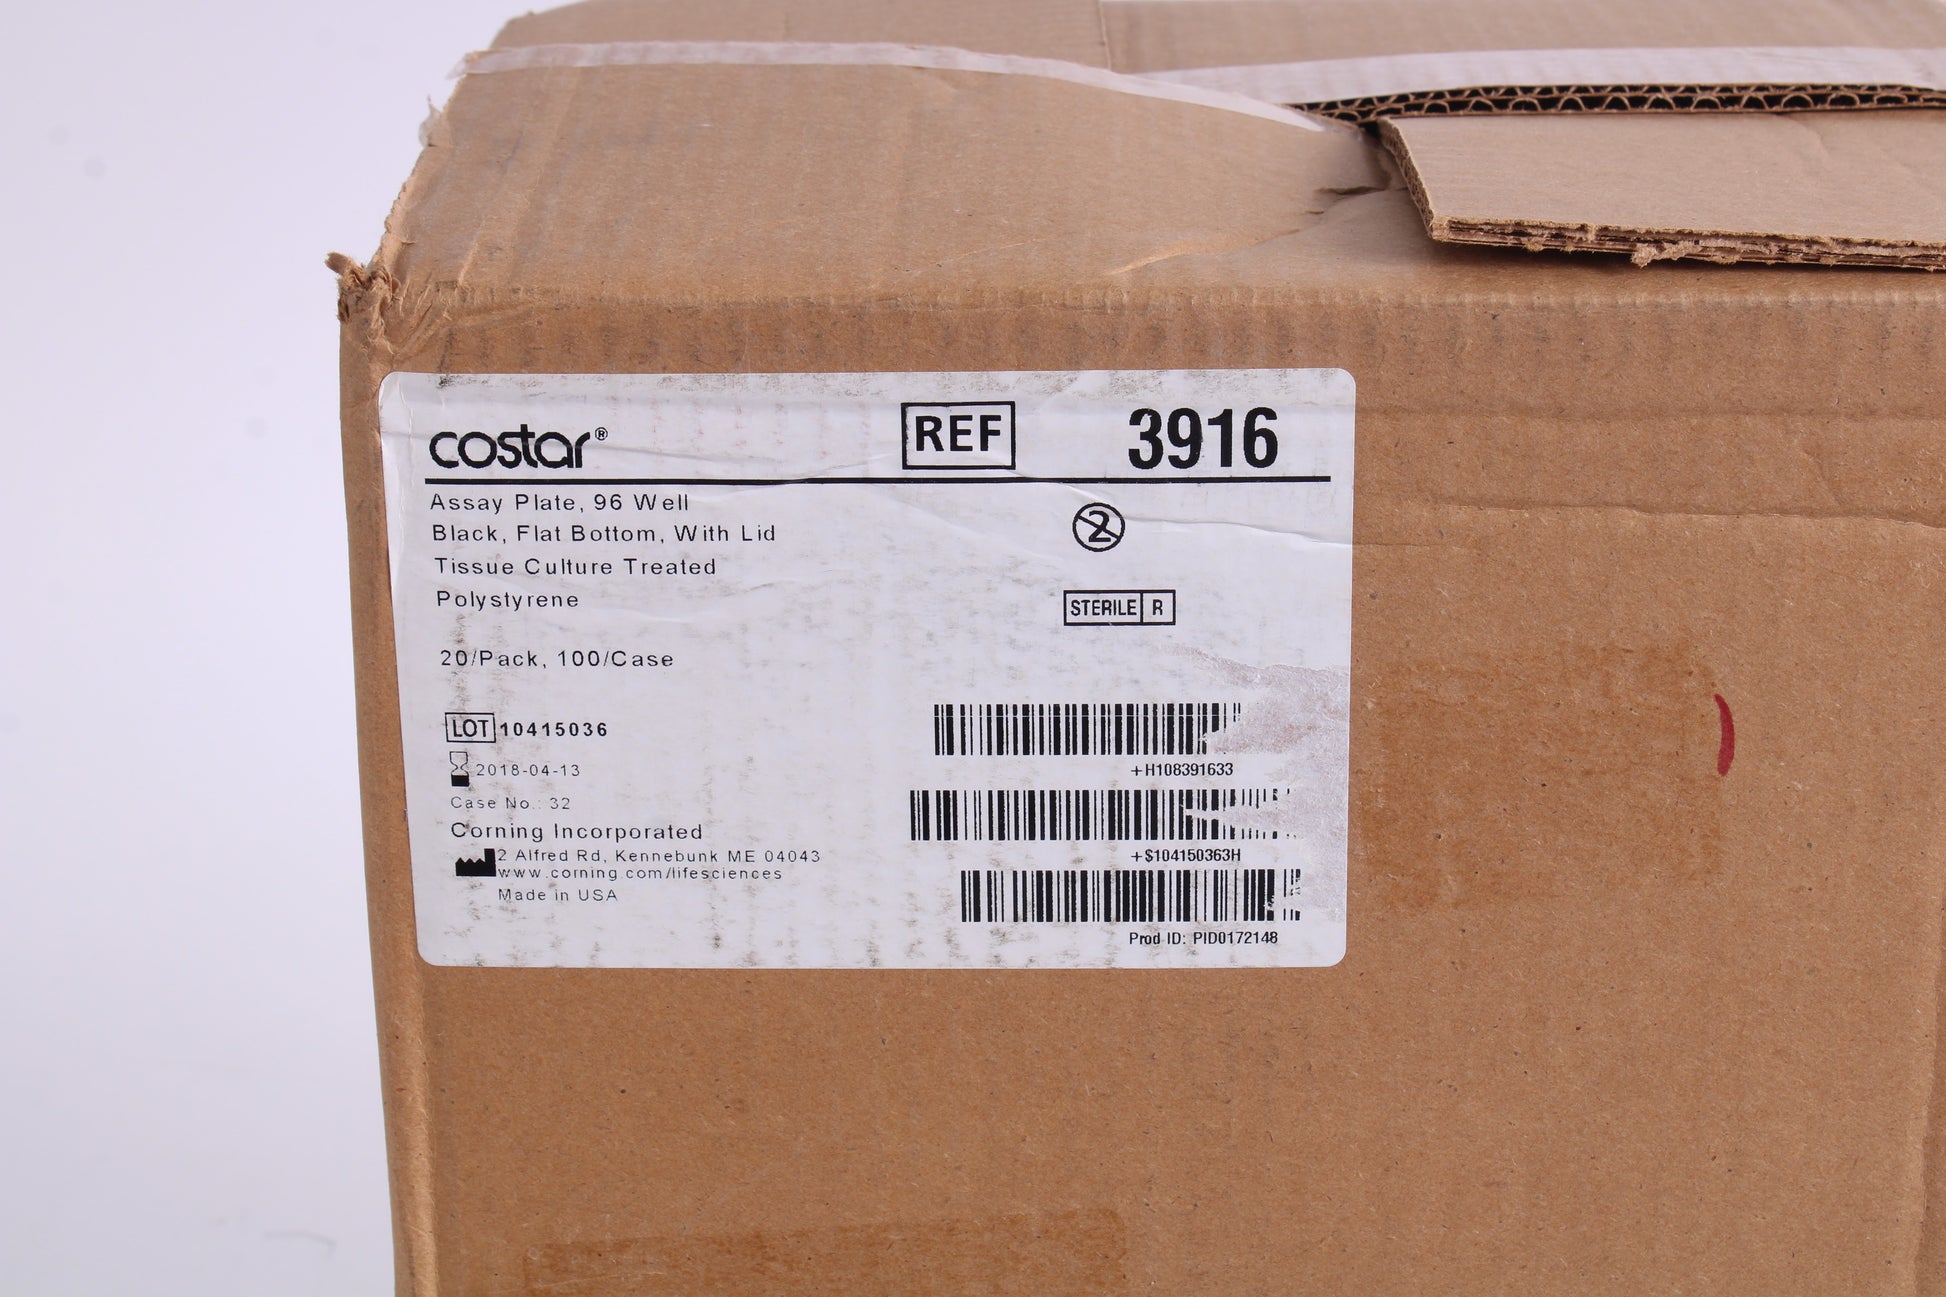 costar® REF 3916
Assay Plate, 96 Well
Black, Flat Bottom, With Lid
2
Tissue Culture Treated
Polystyrene
STERILE R
20/Pack, 100/Case
LOT 10415036
2018-04-13
+H108391633
Case No.: 32
Corning Incorporated
2 Alfred Rd, Kennebunk ME 04043
+$104150363H
www.corning.com/lifesciences
Made in USA
Prod ID: PID0172148